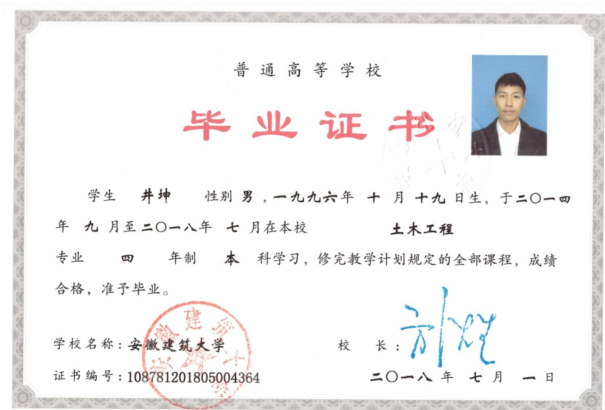 普通高等学校
毕业证书
学生 井坤 性别 男 ，一九九六年 十 月 十九 日生，于二〇一四
年 九 月至二〇一八年 七 月在本校 土木工程
专业 四 年制 本 科学习，修完教学计划规定的全部课程，成绩
合格，准予毕业。
学校名称：安徽建筑大学 校 长：
证书编号：108781201805004364 二〇一八 年 七 月 一 日